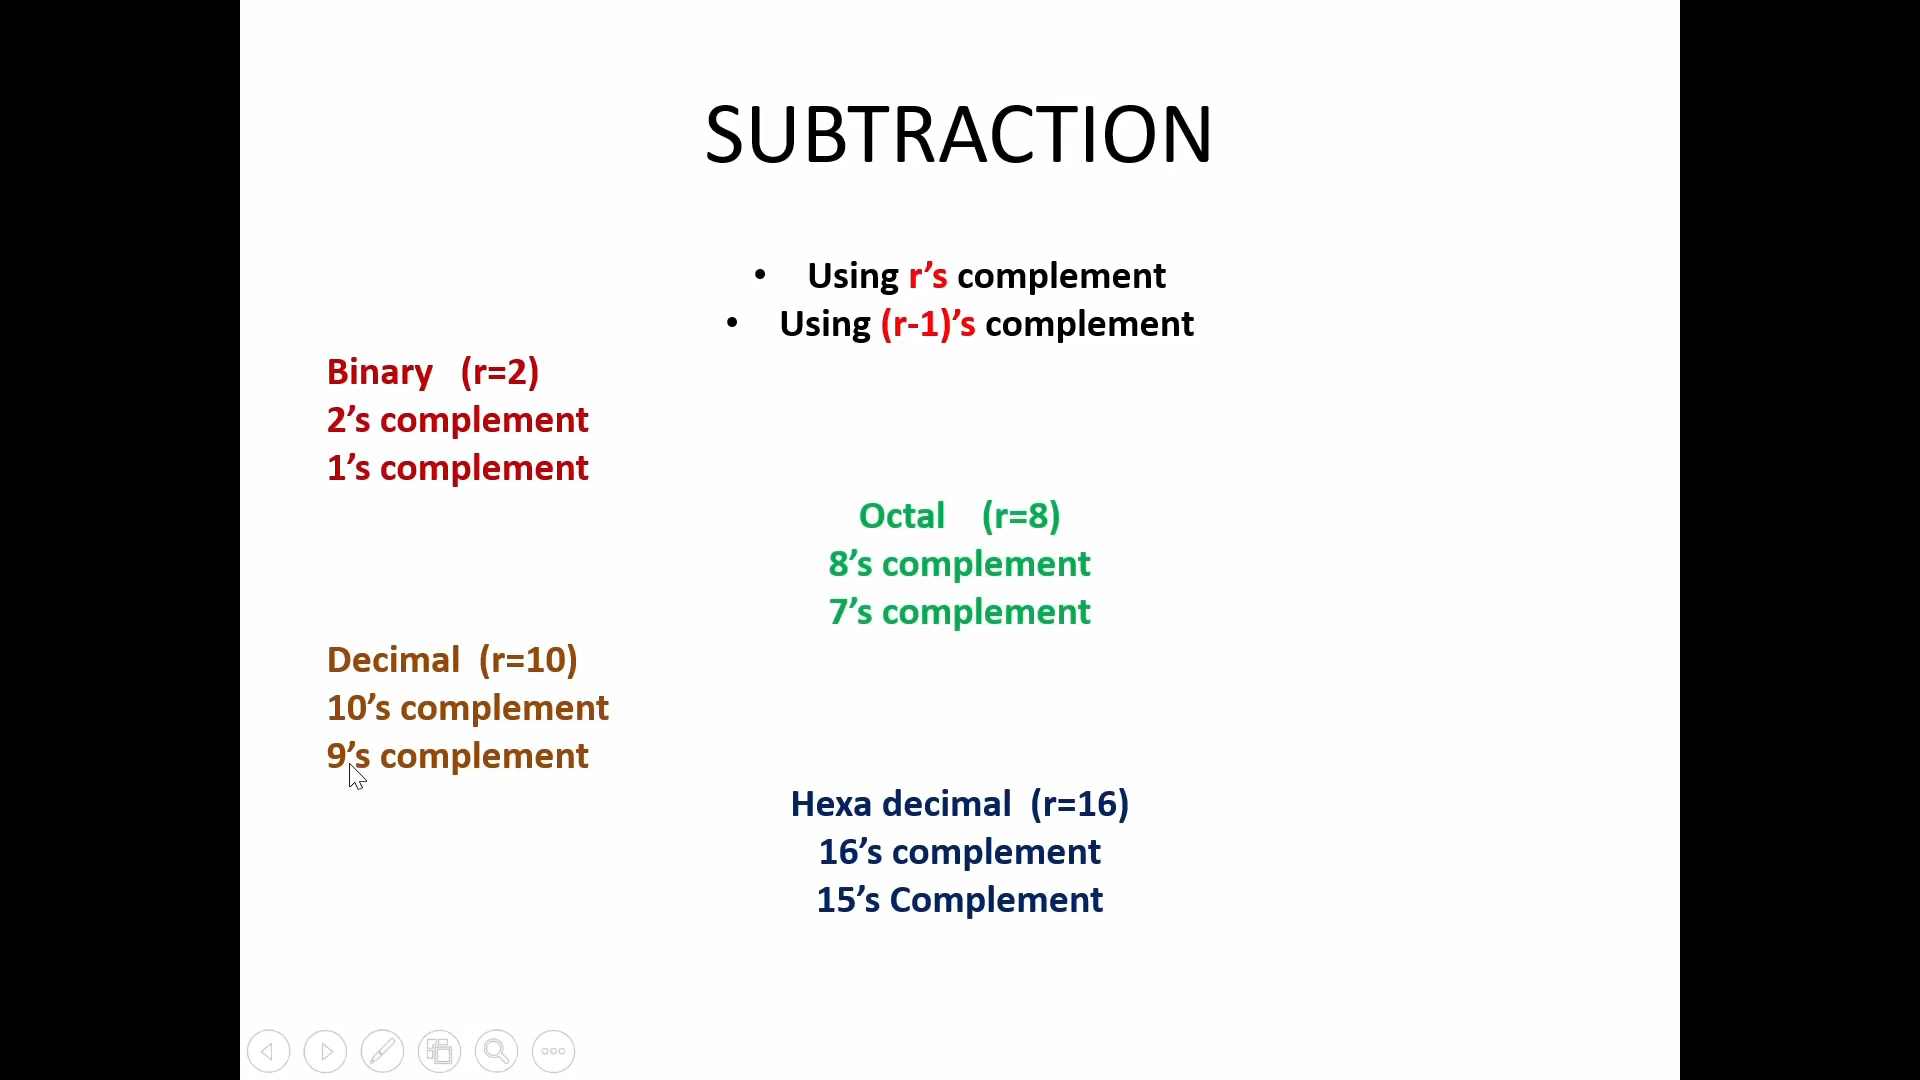 SUBTRACTION
• Using r’s complement
• Using (r-1)’s complement
Binary (r=2)
2’s complement
1’s complement
Octal (r=8)
8’s complement
7’s complement
Decimal (r=10)
10’s complement
9’s complement
Hexa decimal (r=16)
16’s complement
15’s Complement